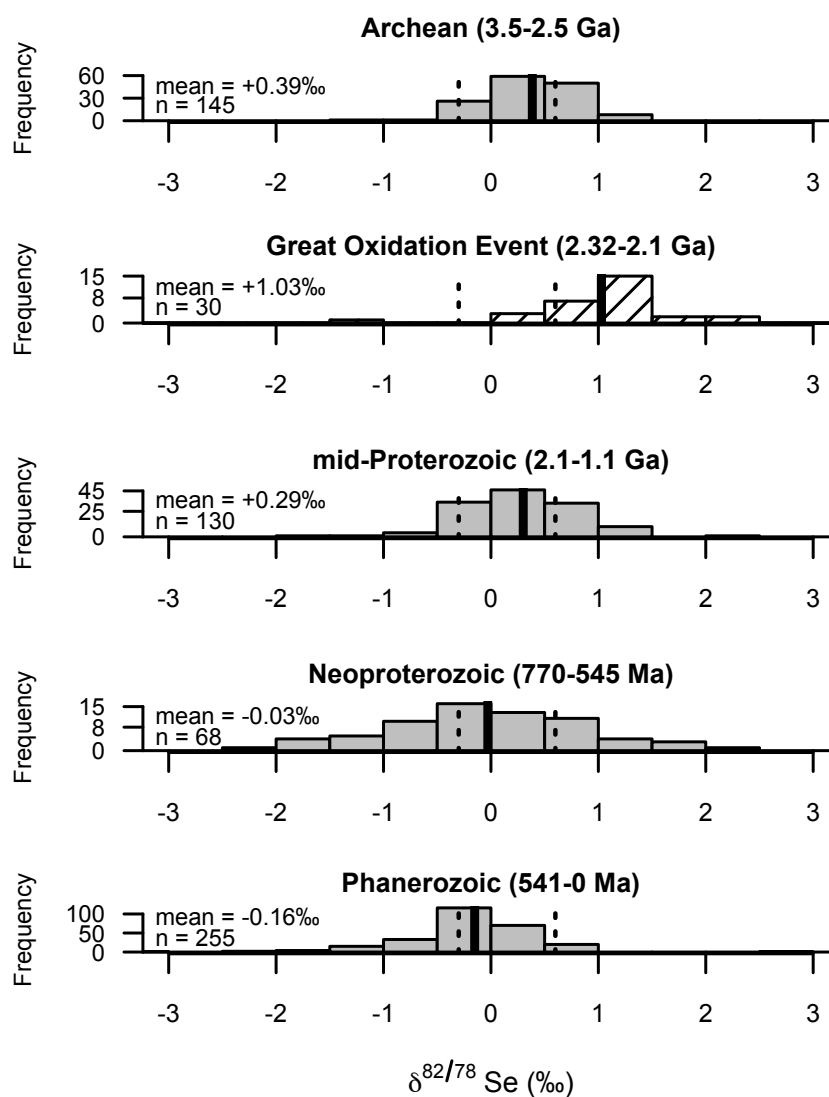 Archean (3.5-2.5 Ga)
Frequency
60
30
0
mean = +0.39‰
n = 145
-3 -2 -1 0 1 2 3
Great Oxidation Event (2.32-2.1 Ga)
Frequency
15
8
0
mean = +1.03‰
n = 30
-3 -2 -1 0 1 2 3
mid-Proterozoic (2.1-1.1 Ga)
Frequency
45
25
0
mean = +0.29‰
n = 130
-3 -2 -1 0 1 2 3
Neoproterozoic (770-545 Ma)
Frequency
15
8
0
mean = -0.03‰
n = 68
-3 -2 -1 0 1 2 3
Phanerozoic (541-0 Ma)
Frequency
100
50
0
mean = -0.16‰
n = 255
-3 -2 -1 0 1 2 3
δ82/78 Se (‰)